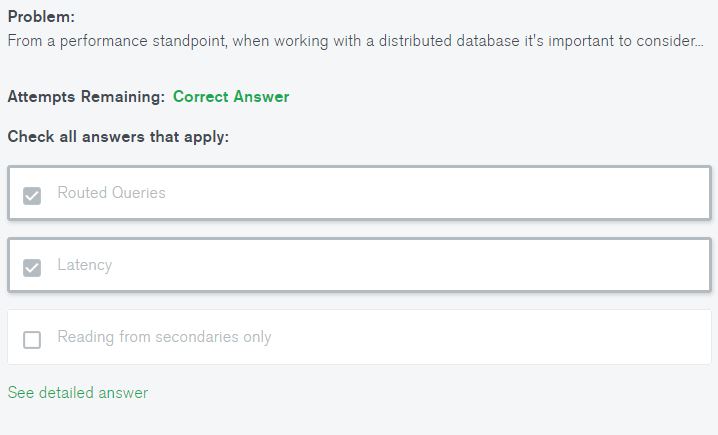 Problem:
From a performance standpoint, when working with a distributed database it's important to consider...
Attempts Remaining: Correct Answer
Check all answers that apply:
Routed Queries
Latency
Reading from secondaries only
See detailed answer